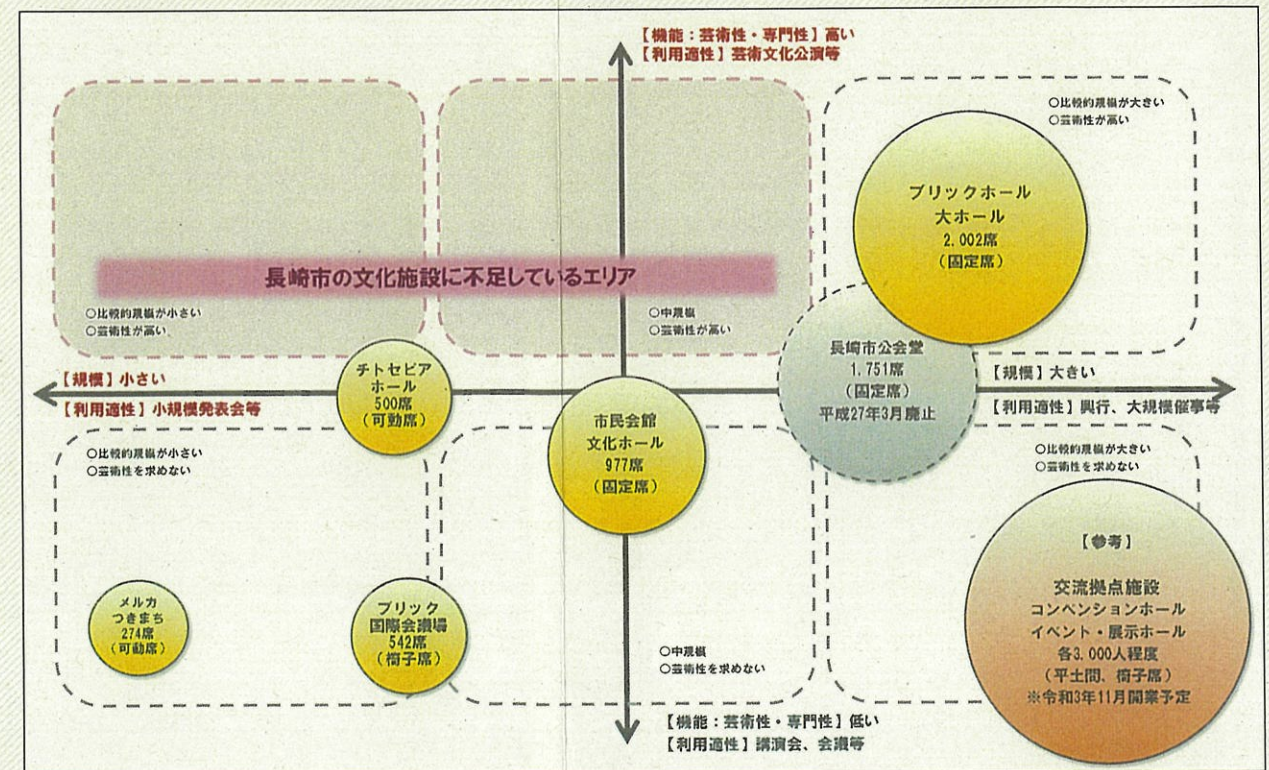 【機能：芸術性・専門性】高い
【利用適性】芸術文化公演等
○比較的規模が大きい
○芸術性が高い
ブリックホール
大ホール
2,002席
(固定席)
長崎市の文化施設に不足しているエリア
○比較的規模が小さい
○芸術性が高い
○中規模
○芸術性が高い
長崎市公会堂
1,751席
(固定席)
平成27年3月廃止
チトセピア
ホール
500席
(可動席)
【規模】小さい
【利用適性】小規模発表会等
【規模】大きい
【利用適性】興行、大規模催事等
市民会館
文化ホール
977席
(固定席)
○比較的規模が小さい
○芸術性を求めない
○比較的規模が大きい
○芸術性を求めない
メルカ
つきまち
274席
(可動席)
ブリック
国際会議場
542席
(椅子席)
○中規模
○芸術性を求めない
【参考】
交流拠点施設
コンベンションホール
イベント・展示ホール
各3,000人程度
(平土間、椅子席)
※令和3年11月開業予定
【機能：芸術性・専門性】低い
【利用適性】講演会、会議等